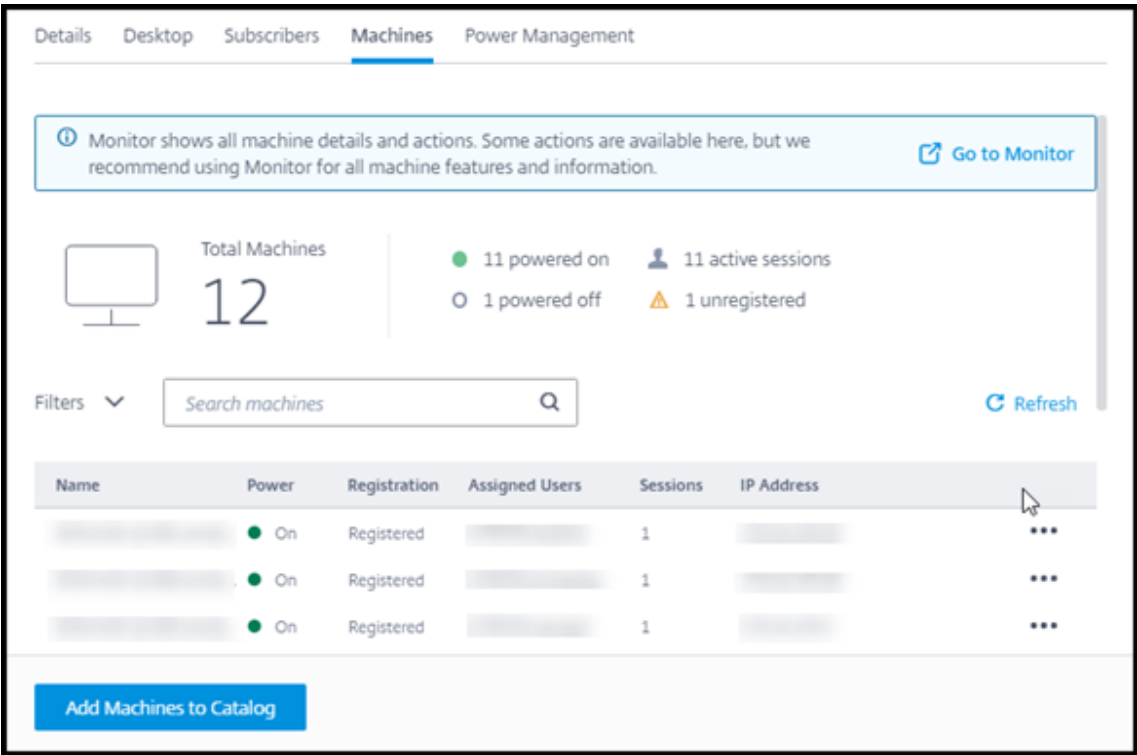 Details Desktop Subscribers Machines Power Management
Monitor shows all machine details and actions. Some actions are available here, but we
recommend using Monitor for all machine features and information.
Go to Monitor
Total Machines
12
11 powered on 11 active sessions
1 powered off 1 unregistered
Filters Search machines Refresh
Name Power Registration Assigned Users Sessions IP Address
On Registered 1
On Registered 1
On Registered 1
Add Machines to Catalog